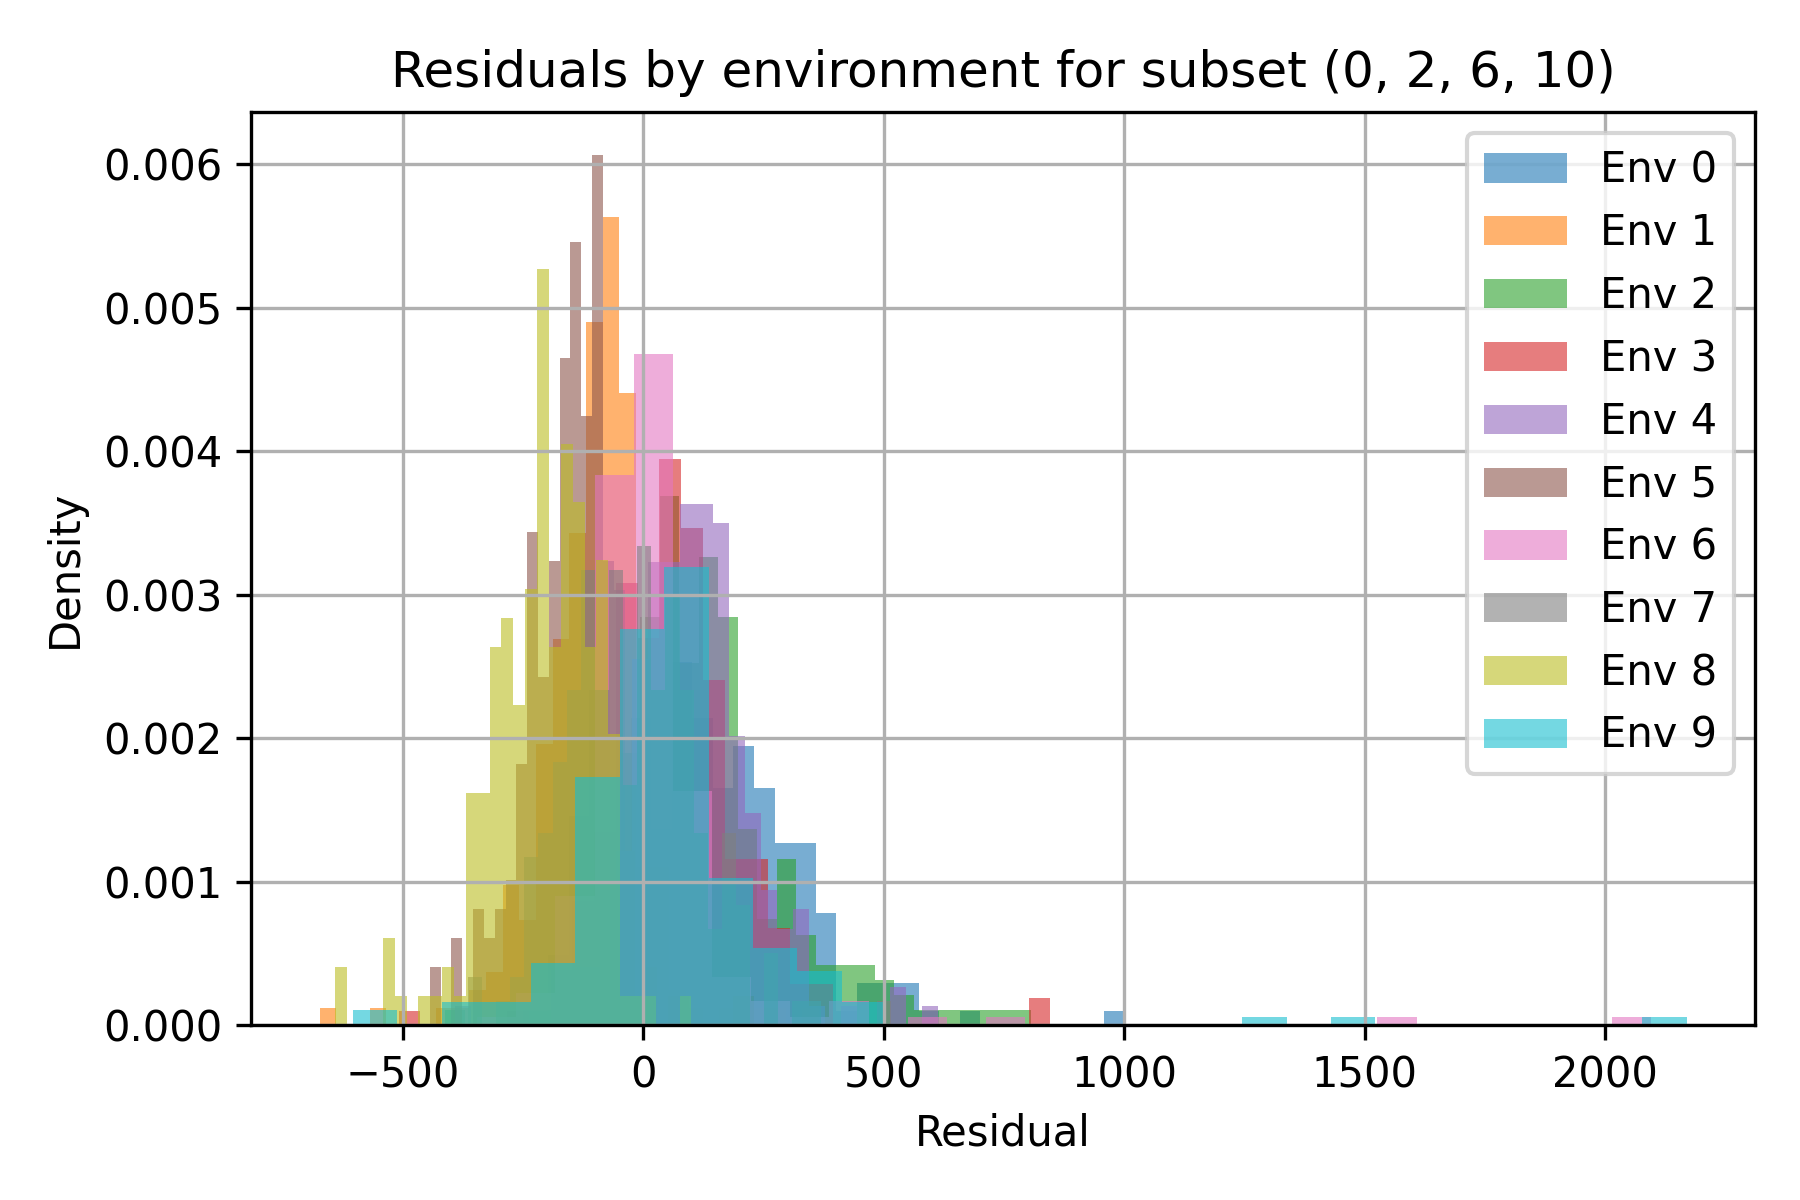 Residuals by environment for subset (0, 2, 6, 10)
0.006
0.005
0.004
0.003
0.002
0.001
0.000
Density
−500
0
500
1000
1500
2000
Residual
Env 0
Env 1
Env 2
Env 3
Env 4
Env 5
Env 6
Env 7
Env 8
Env 9